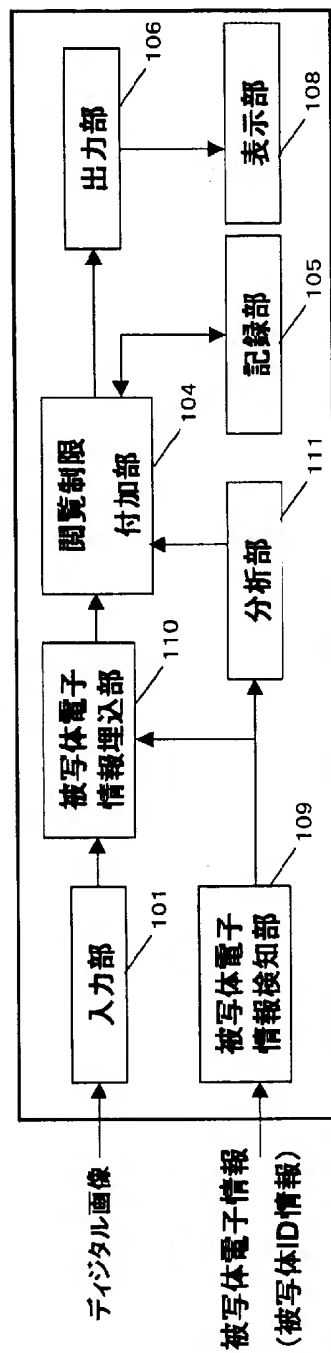 ディジタル画像
入力部
101
被写体電子
情報埋込部
110
閲覧制限
付加部
104
出力部
106
被写体電子情報
(被写体ID情報)
被写体電子
情報検知部
109
分析部
111
記録部
105
表示部
108